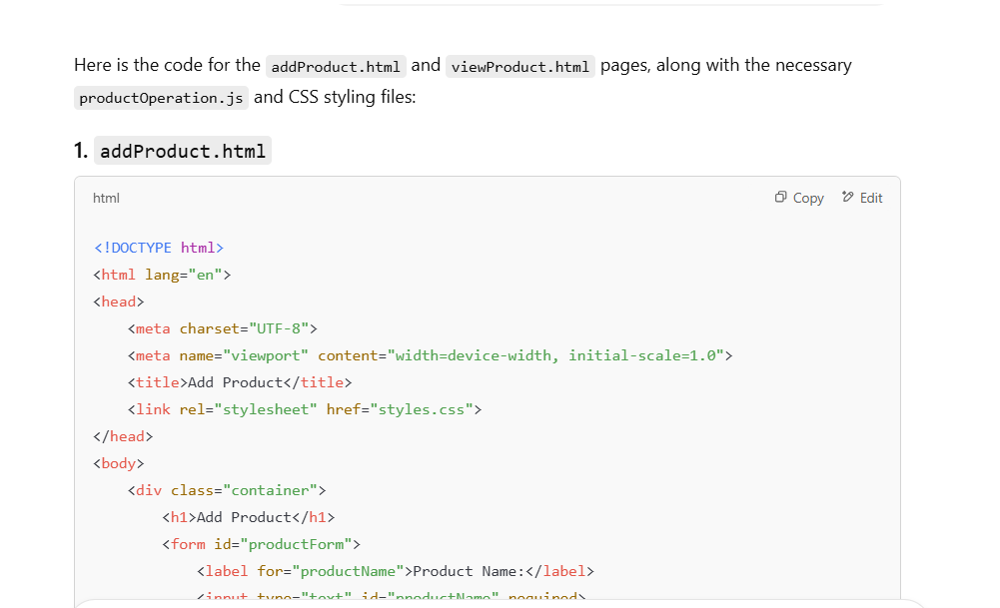 Here is the code for the addProduct.html and viewProduct.html pages, along with the necessary
productOperation.js and CSS styling files:
1. addProduct.html
html Copy Edit
<!DOCTYPE html>
<html lang="en">
<head>
    <meta charset="UTF-8">
    <meta name="viewport" content="width=device-width, initial-scale=1.0">
    <title>Add Product</title>
    <link rel="stylesheet" href="styles.css">
</head>
<body>
    <div class="container">
        <h1>Add Product</h1>
        <form id="productForm">
            <label for="productName">Product Name:</label>
            <input type="text" id="productName" required>